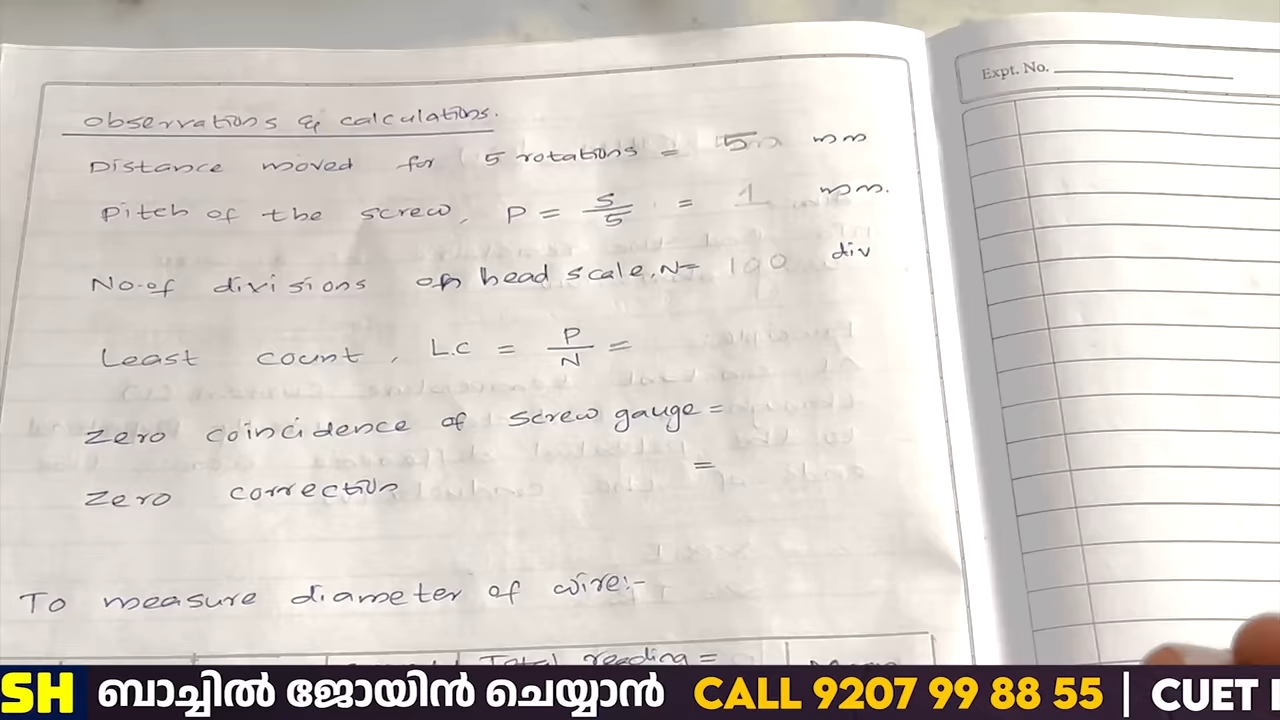 Expt. No.
Observations & calculations.
Distance moved for 5 rotations = 5 mm
Pitch of the screw, P = 5/5 = 1 mm.
No. of divisions on head scale, N = 100 div
Least count, L.C = P/N =
Zero coincidence of screw gauge =
Zero correction =
To measure diameter of wire:-
Total reading =
Mean
SH ബാച്ചിൽ ജോയിൻ ചെയ്യാൻ CALL 9207 99 88 55 | CUET